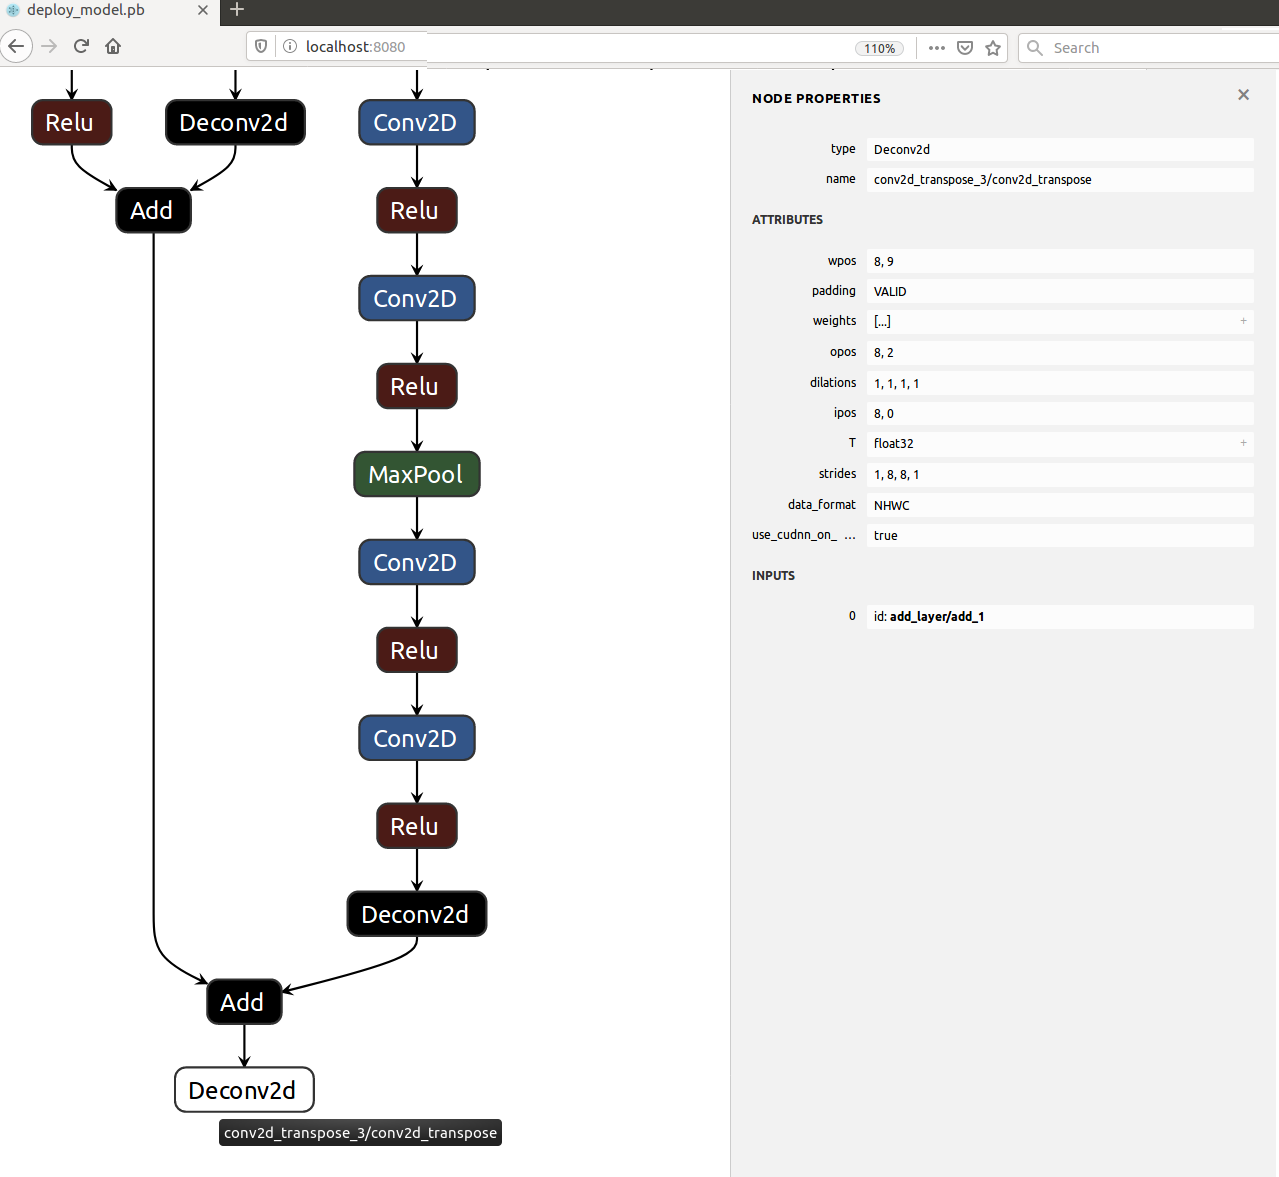 deploy_model.pb
localhost:8080
110%
Search
Relu
Deconv2d
Conv2D
Add
Relu
Conv2D
Relu
MaxPool
Conv2D
Relu
Conv2D
Relu
Deconv2d
Add
Deconv2d
conv2d_transpose_3/conv2d_transpose
NODE PROPERTIES
type Deconv2d
name conv2d_transpose_3/conv2d_transpose
ATTRIBUTES
wpos 8, 9
padding VALID
weights [...] +
opos 8, 2
dilations 1, 1, 1, 1
ipos 8, 0
T float32 +
strides 1, 8, 8, 1
data_format NHWC
use_cudnn_on_ ... true
INPUTS
0 id: add_layer/add_1